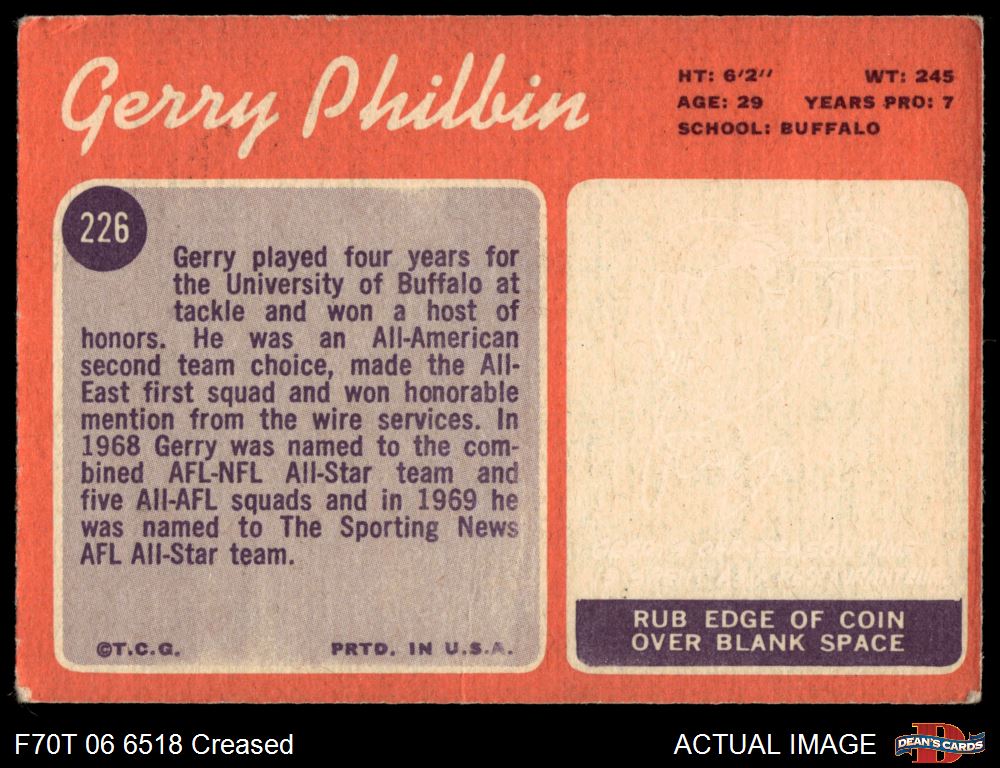 Gerry Philbin
HT: 6'2" WT: 245
AGE: 29 YEARS PRO: 7
SCHOOL: BUFFALO
226
Gerry played four years for
the University of Buffalo at
tackle and won a host of
honors. He was an All-American
second team choice, made the All-
East first squad and won honorable
mention from the wire services. In
1968 Gerry was named to the com-
bined AFL-NFL All-Star team and
five All-AFL squads and in 1969 he
was named to The Sporting News
AFL All-Star team.
©T.C.G. PRTD. IN U.S.A.
RUB EDGE OF COIN
OVER BLANK SPACE
F70T 06 6518 Creased
ACTUAL IMAGE
D
DEAN'S CARDS